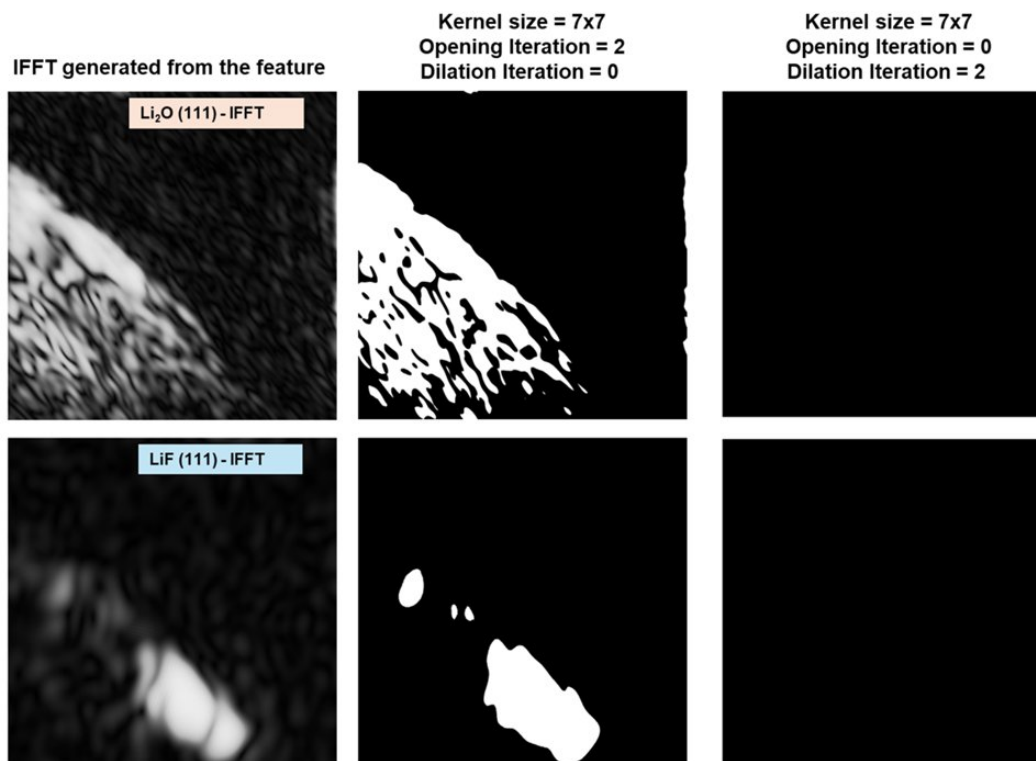 IFFT generated from the feature
Kernel size = 7x7
Opening Iteration = 2
Dilation Iteration = 0
Kernel size = 7x7
Opening Iteration = 0
Dilation Iteration = 2
Li₂O (111) - IFFT
LiF (111) - IFFT